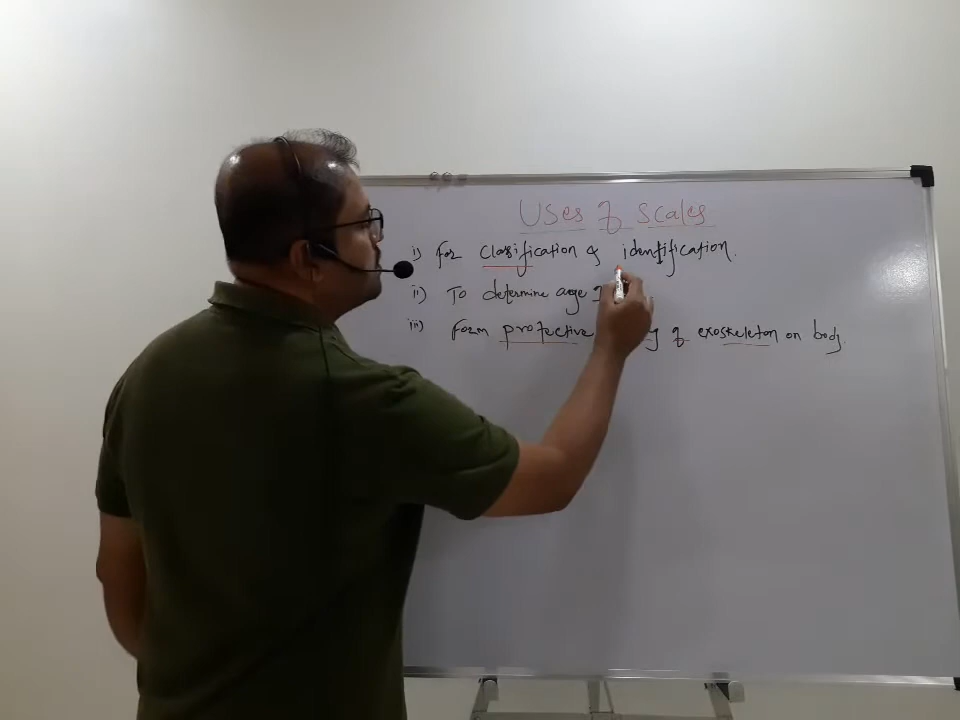 Uses of scales
i) for classification & identification.
ii) To determine age
iii) form protective of exoskeleton on body.